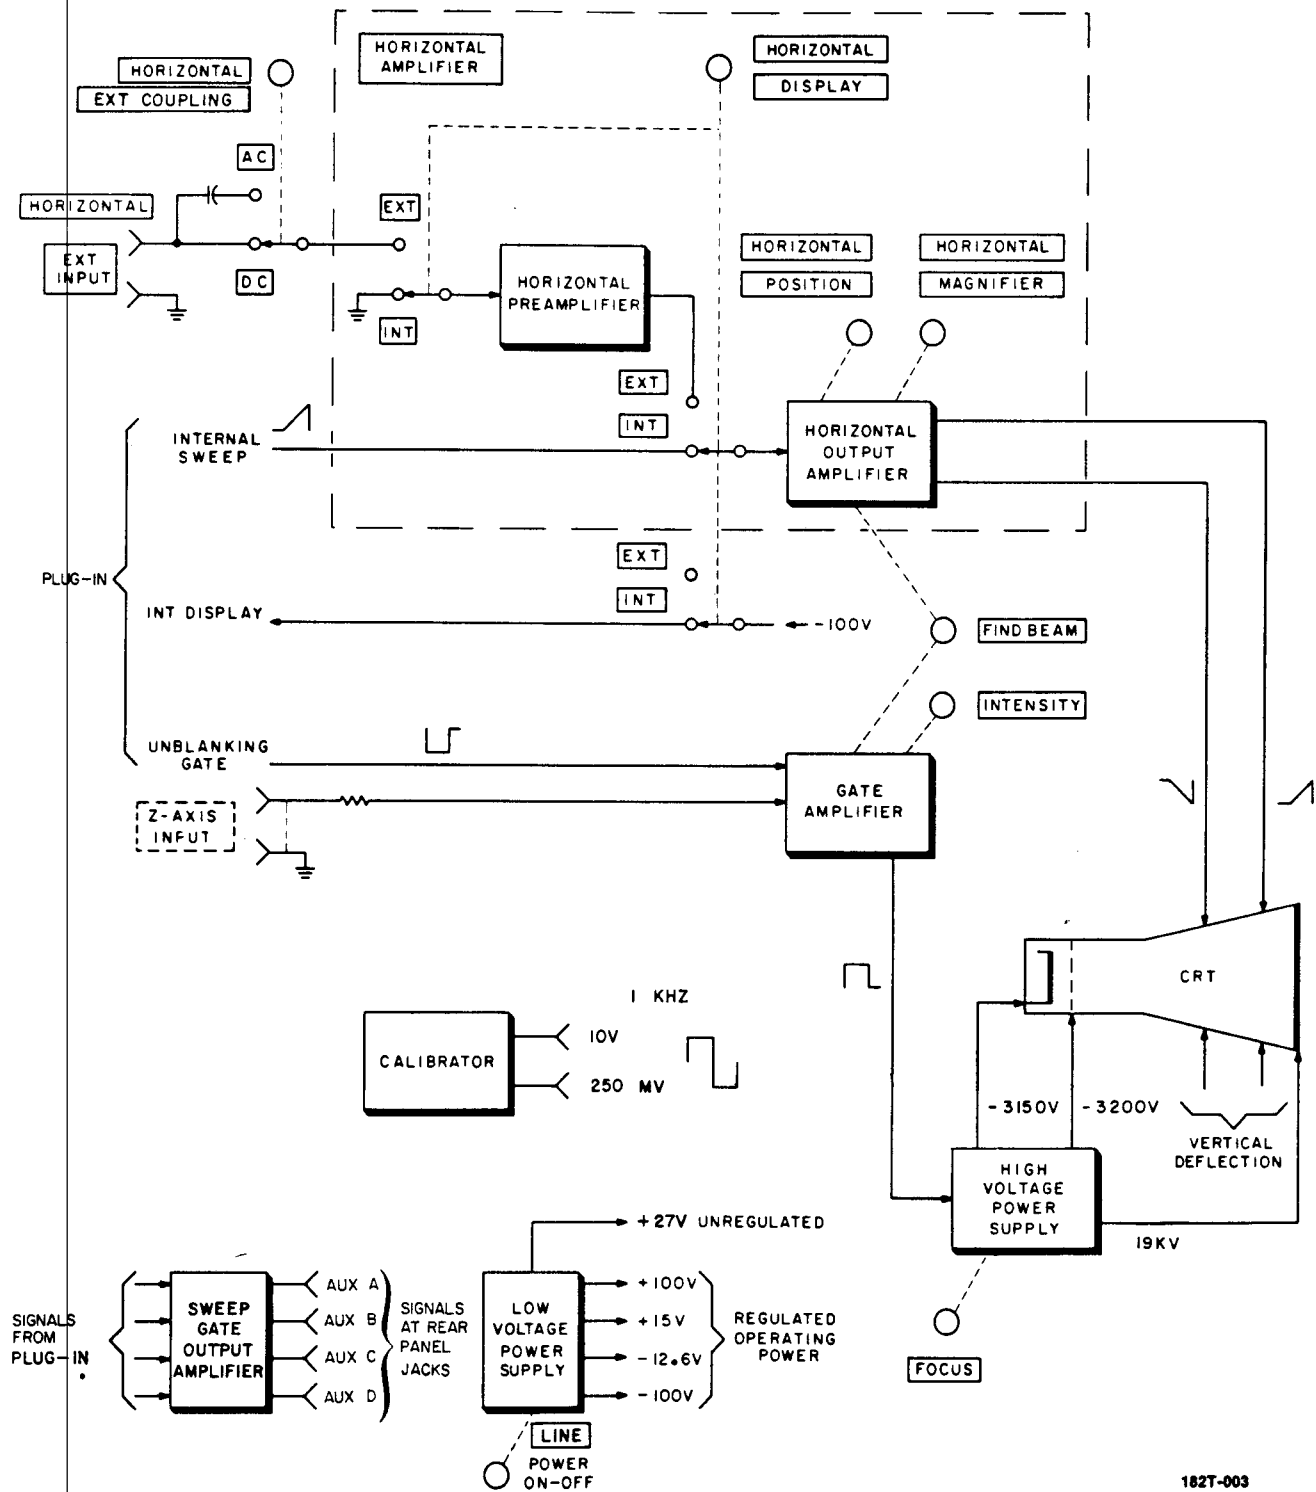 HORIZONTAL
AMPLIFIER
HORIZONTAL
DISPLAY
HORIZONTAL
EXT COUPLING
AC
HORIZONTAL
EXT
INPUT
DC
EXT
INT
HORIZONTAL
PREAMPLIFIER
HORIZONTAL
POSITION
HORIZONTAL
MAGNIFIER
EXT
INT
INTERNAL
SWEEP
HORIZONTAL
OUTPUT
AMPLIFIER
PLUG-IN
EXT
INT
INT DISPLAY
-100V
FIND BEAM
INTENSITY
UNBLANKING
GATE
Z-AXIS
INPUT
GATE
AMPLIFIER
CRT
1 KHZ
CALIBRATOR
10V
250 MV
-3150V
-3200V
VERTICAL
DEFLECTION
HIGH
VOLTAGE
POWER
SUPPLY
19KV
FOCUS
+27V UNREGULATED
SIGNALS
FROM
PLUG-IN
SWEEP
GATE
OUTPUT
AMPLIFIER
AUX A
AUX B
AUX C
AUX D
SIGNALS
AT REAR
PANEL
JACKS
LOW
VOLTAGE
POWER
SUPPLY
+100V
+15V
-12.6V
-100V
REGULATED
OPERATING
POWER
LINE
POWER
ON-OFF
182T-003